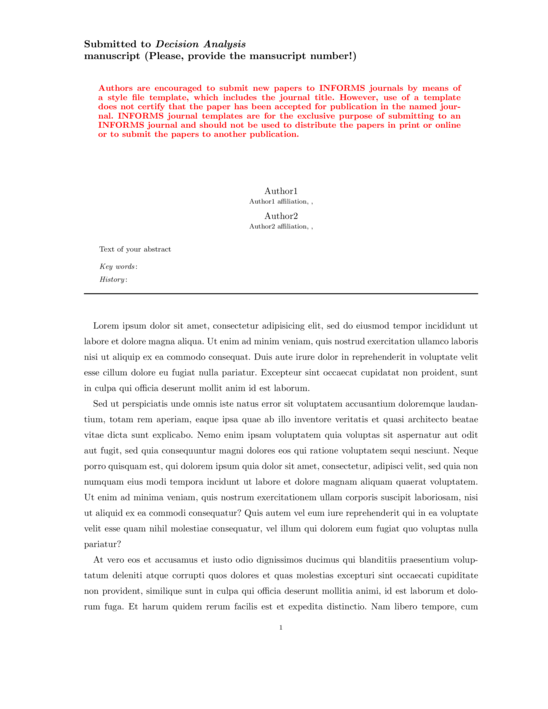 Submitted to Decision Analysis
manuscript (Please, provide the mansucript number!)
Authors are encouraged to submit new papers to INFORMS journals by means of
a style file template, which includes the journal title. However, use of a template
does not certify that the paper has been accepted for publication in the named jour-
nal. INFORMS journal templates are for the exclusive purpose of submitting to an
INFORMS journal and should not be used to distribute the papers in print or online
or to submit the papers to another publication.
Author1
Author1 affiliation, ,
Author2
Author2 affiliation, ,
Text of your abstract
Key words:
History:
Lorem ipsum dolor sit amet, consectetur adipisicing elit, sed do eiusmod tempor incididunt ut
labore et dolore magna aliqua. Ut enim ad minim veniam, quis nostrud exercitation ullamco laboris
nisi ut aliquip ex ea commodo consequat. Duis aute irure dolor in reprehenderit in voluptate velit
esse cillum dolore eu fugiat nulla pariatur. Excepteur sint occaecat cupidatat non proident, sunt
in culpa qui officia deserunt mollit anim id est laborum.
Sed ut perspiciatis unde omnis iste natus error sit voluptatem accusantium doloremque laudan-
tium, totam rem aperiam, eaque ipsa quae ab illo inventore veritatis et quasi architecto beatae
vitae dicta sunt explicabo. Nemo enim ipsam voluptatem quia voluptas sit aspernatur aut odit
aut fugit, sed quia consequuntur magni dolores eos qui ratione voluptatem sequi nesciunt. Neque
porro quisquam est, qui dolorem ipsum quia dolor sit amet, consectetur, adipisci velit, sed quia non
numquam eius modi tempora incidunt ut labore et dolore magnam aliquam quaerat voluptatem.
Ut enim ad minima veniam, quis nostrum exercitationem ullam corporis suscipit laboriosam, nisi
ut aliquid ex ea commodi consequatur? Quis autem vel eum iure reprehenderit qui in ea voluptate
velit esse quam nihil molestiae consequatur, vel illum qui dolorem eum fugiat quo voluptas nulla
pariatur?
At vero eos et accusamus et iusto odio dignissimos ducimus qui blanditiis praesentium volup-
tatum deleniti atque corrupti quos dolores et quas molestias excepturi sint occaecati cupiditate
non provident, similique sunt in culpa qui officia deserunt mollitia animi, id est laborum et dolo-
rum fuga. Et harum quidem rerum facilis est et expedita distinctio. Nam libero tempore, cum
1